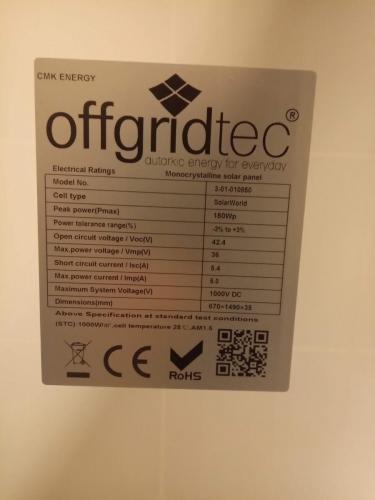 CMK ENERGY
offgridtec®
autarkic energy for everyday
Electrical Ratings Monocrystalline solar panel
Model No. 3-01-010850
Cell type SolarWorld
Peak power(Pmax) 180Wp
Power tolerance range(%) -3% to +3%
Open circuit voltage / Voc(V) 42.4
Max.power voltage / Vmp(V) 36
Short circuit current / Isc(A) 5.4
Max.power current / Imp(A) 5.0
Maximum System Voltage(V) 1000V DC
Dimensions(mm) 670×1490×35
Above Specification at standard test conditions
(STC):1000W/m²,cell temperature 25℃,AM1.5
CE
RoHS